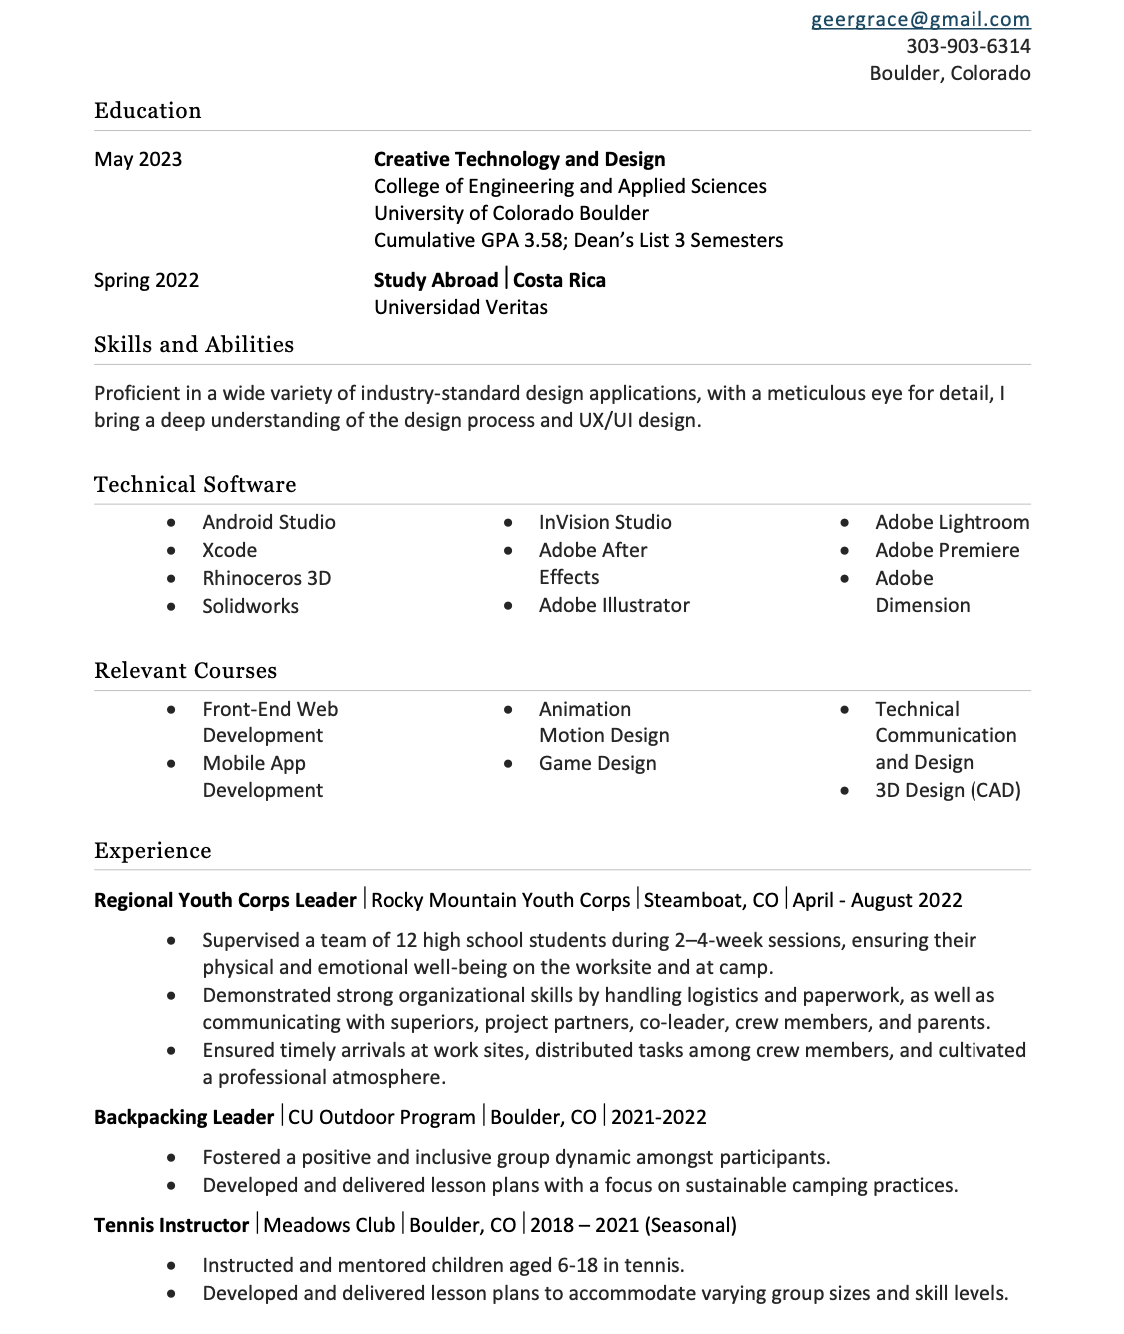 geergrace@gmail.com
303-903-6314
Boulder, Colorado
Education
May 2023 Creative Technology and Design
College of Engineering and Applied Sciences
University of Colorado Boulder
Cumulative GPA 3.58; Dean’s List 3 Semesters
Spring 2022 Study Abroad | Costa Rica
Universidad Veritas
Skills and Abilities
Proficient in a wide variety of industry-standard design applications, with a meticulous eye for detail, I
bring a deep understanding of the design process and UX/UI design.
Technical Software
• Android Studio
• Xcode
• Rhinoceros 3D
• Solidworks
• InVision Studio
• Adobe After
Effects
• Adobe Illustrator
• Adobe Lightroom
• Adobe Premiere
• Adobe
Dimension
Relevant Courses
• Front-End Web
Development
• Mobile App
Development
• Animation
Motion Design
• Game Design
• Technical
Communication
and Design
• 3D Design (CAD)
Experience
Regional Youth Corps Leader | Rocky Mountain Youth Corps | Steamboat, CO | April - August 2022
• Supervised a team of 12 high school students during 2–4-week sessions, ensuring their
physical and emotional well-being on the worksite and at camp.
• Demonstrated strong organizational skills by handling logistics and paperwork, as well as
communicating with superiors, project partners, co-leader, crew members, and parents.
• Ensured timely arrivals at work sites, distributed tasks among crew members, and cultivated
a professional atmosphere.
Backpacking Leader | CU Outdoor Program | Boulder, CO | 2021-2022
• Fostered a positive and inclusive group dynamic amongst participants.
• Developed and delivered lesson plans with a focus on sustainable camping practices.
Tennis Instructor | Meadows Club | Boulder, CO | 2018 – 2021 (Seasonal)
• Instructed and mentored children aged 6-18 in tennis.
• Developed and delivered lesson plans to accommodate varying group sizes and skill levels.